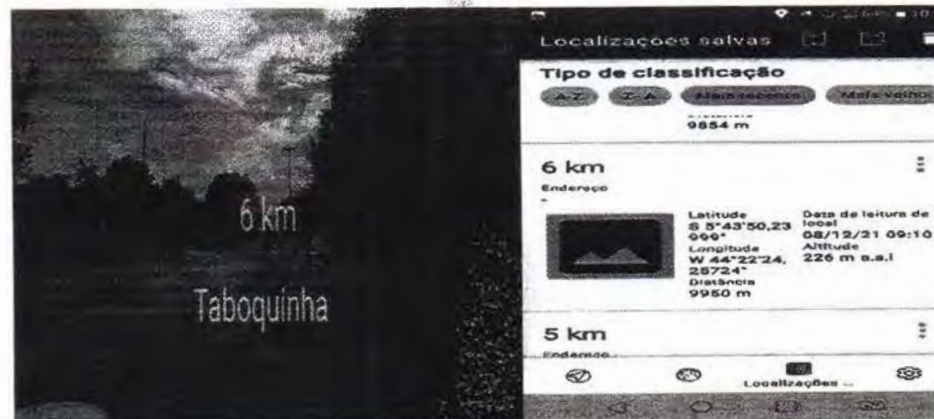 6 km
Taboquinha
Localizações salvas
Tipo de classificação
A-Z
Z-A
Mais recente
Mais velho
9854 m
6 km
Endereço
-
Latitude
S 5°43'50,23
999"
Longitude
W 44°22'24,
25724"
Distância
9950 m
Data de leitura de
local
08/12/21 09:10
Altitude
226 m a.s.l
5 km
Endereço
Localizações ...